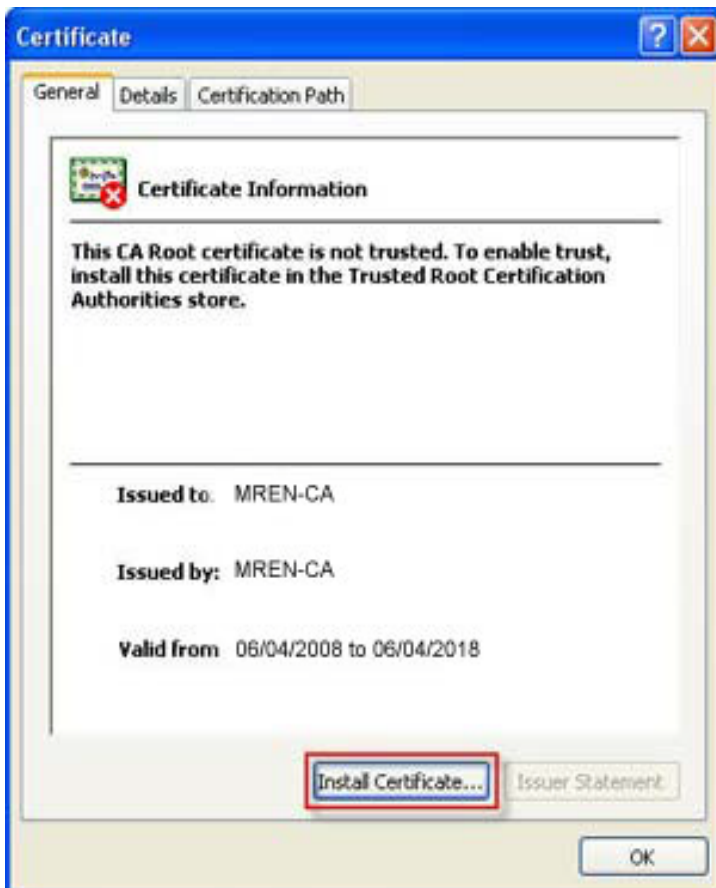 Certificate
General
Details
Certification Path
Certificate Information
This CA Root certificate is not trusted. To enable trust,
install this certificate in the Trusted Root Certification
Authorities store.
Issued to. MREN-CA
Issued by: MREN-CA
Valid from 06/04/2008 to 06/04/2018
Install Certificate...
Issuer Statement
OK